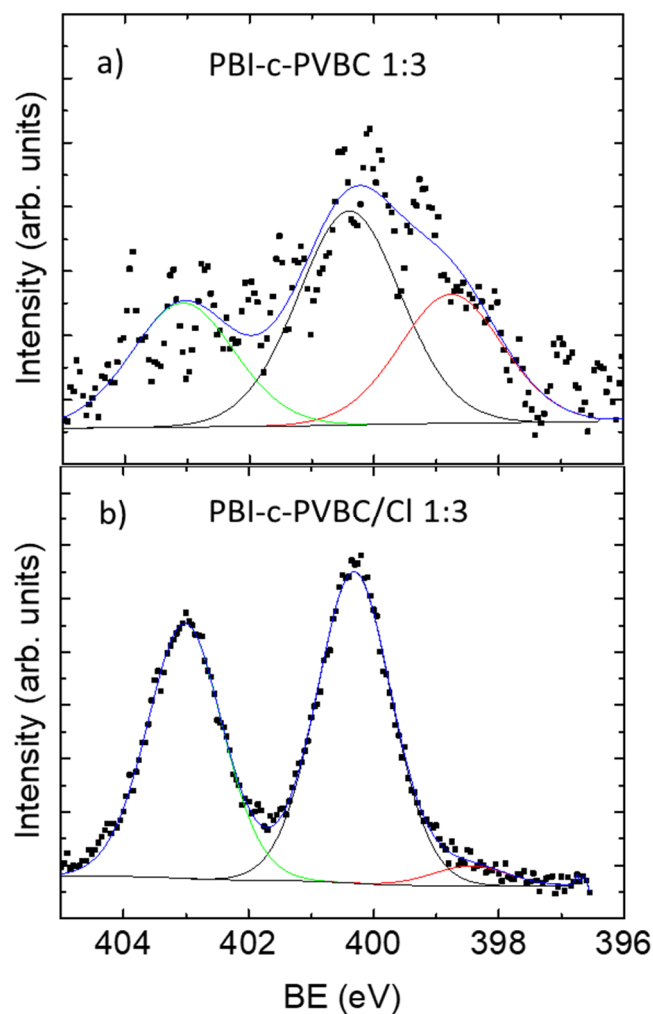 a) PBI-c-PVBC 1:3
Intensity (arb. units)
b) PBI-c-PVBC/Cl 1:3
Intensity (arb. units)
404 402 400 398 396
BE (eV)